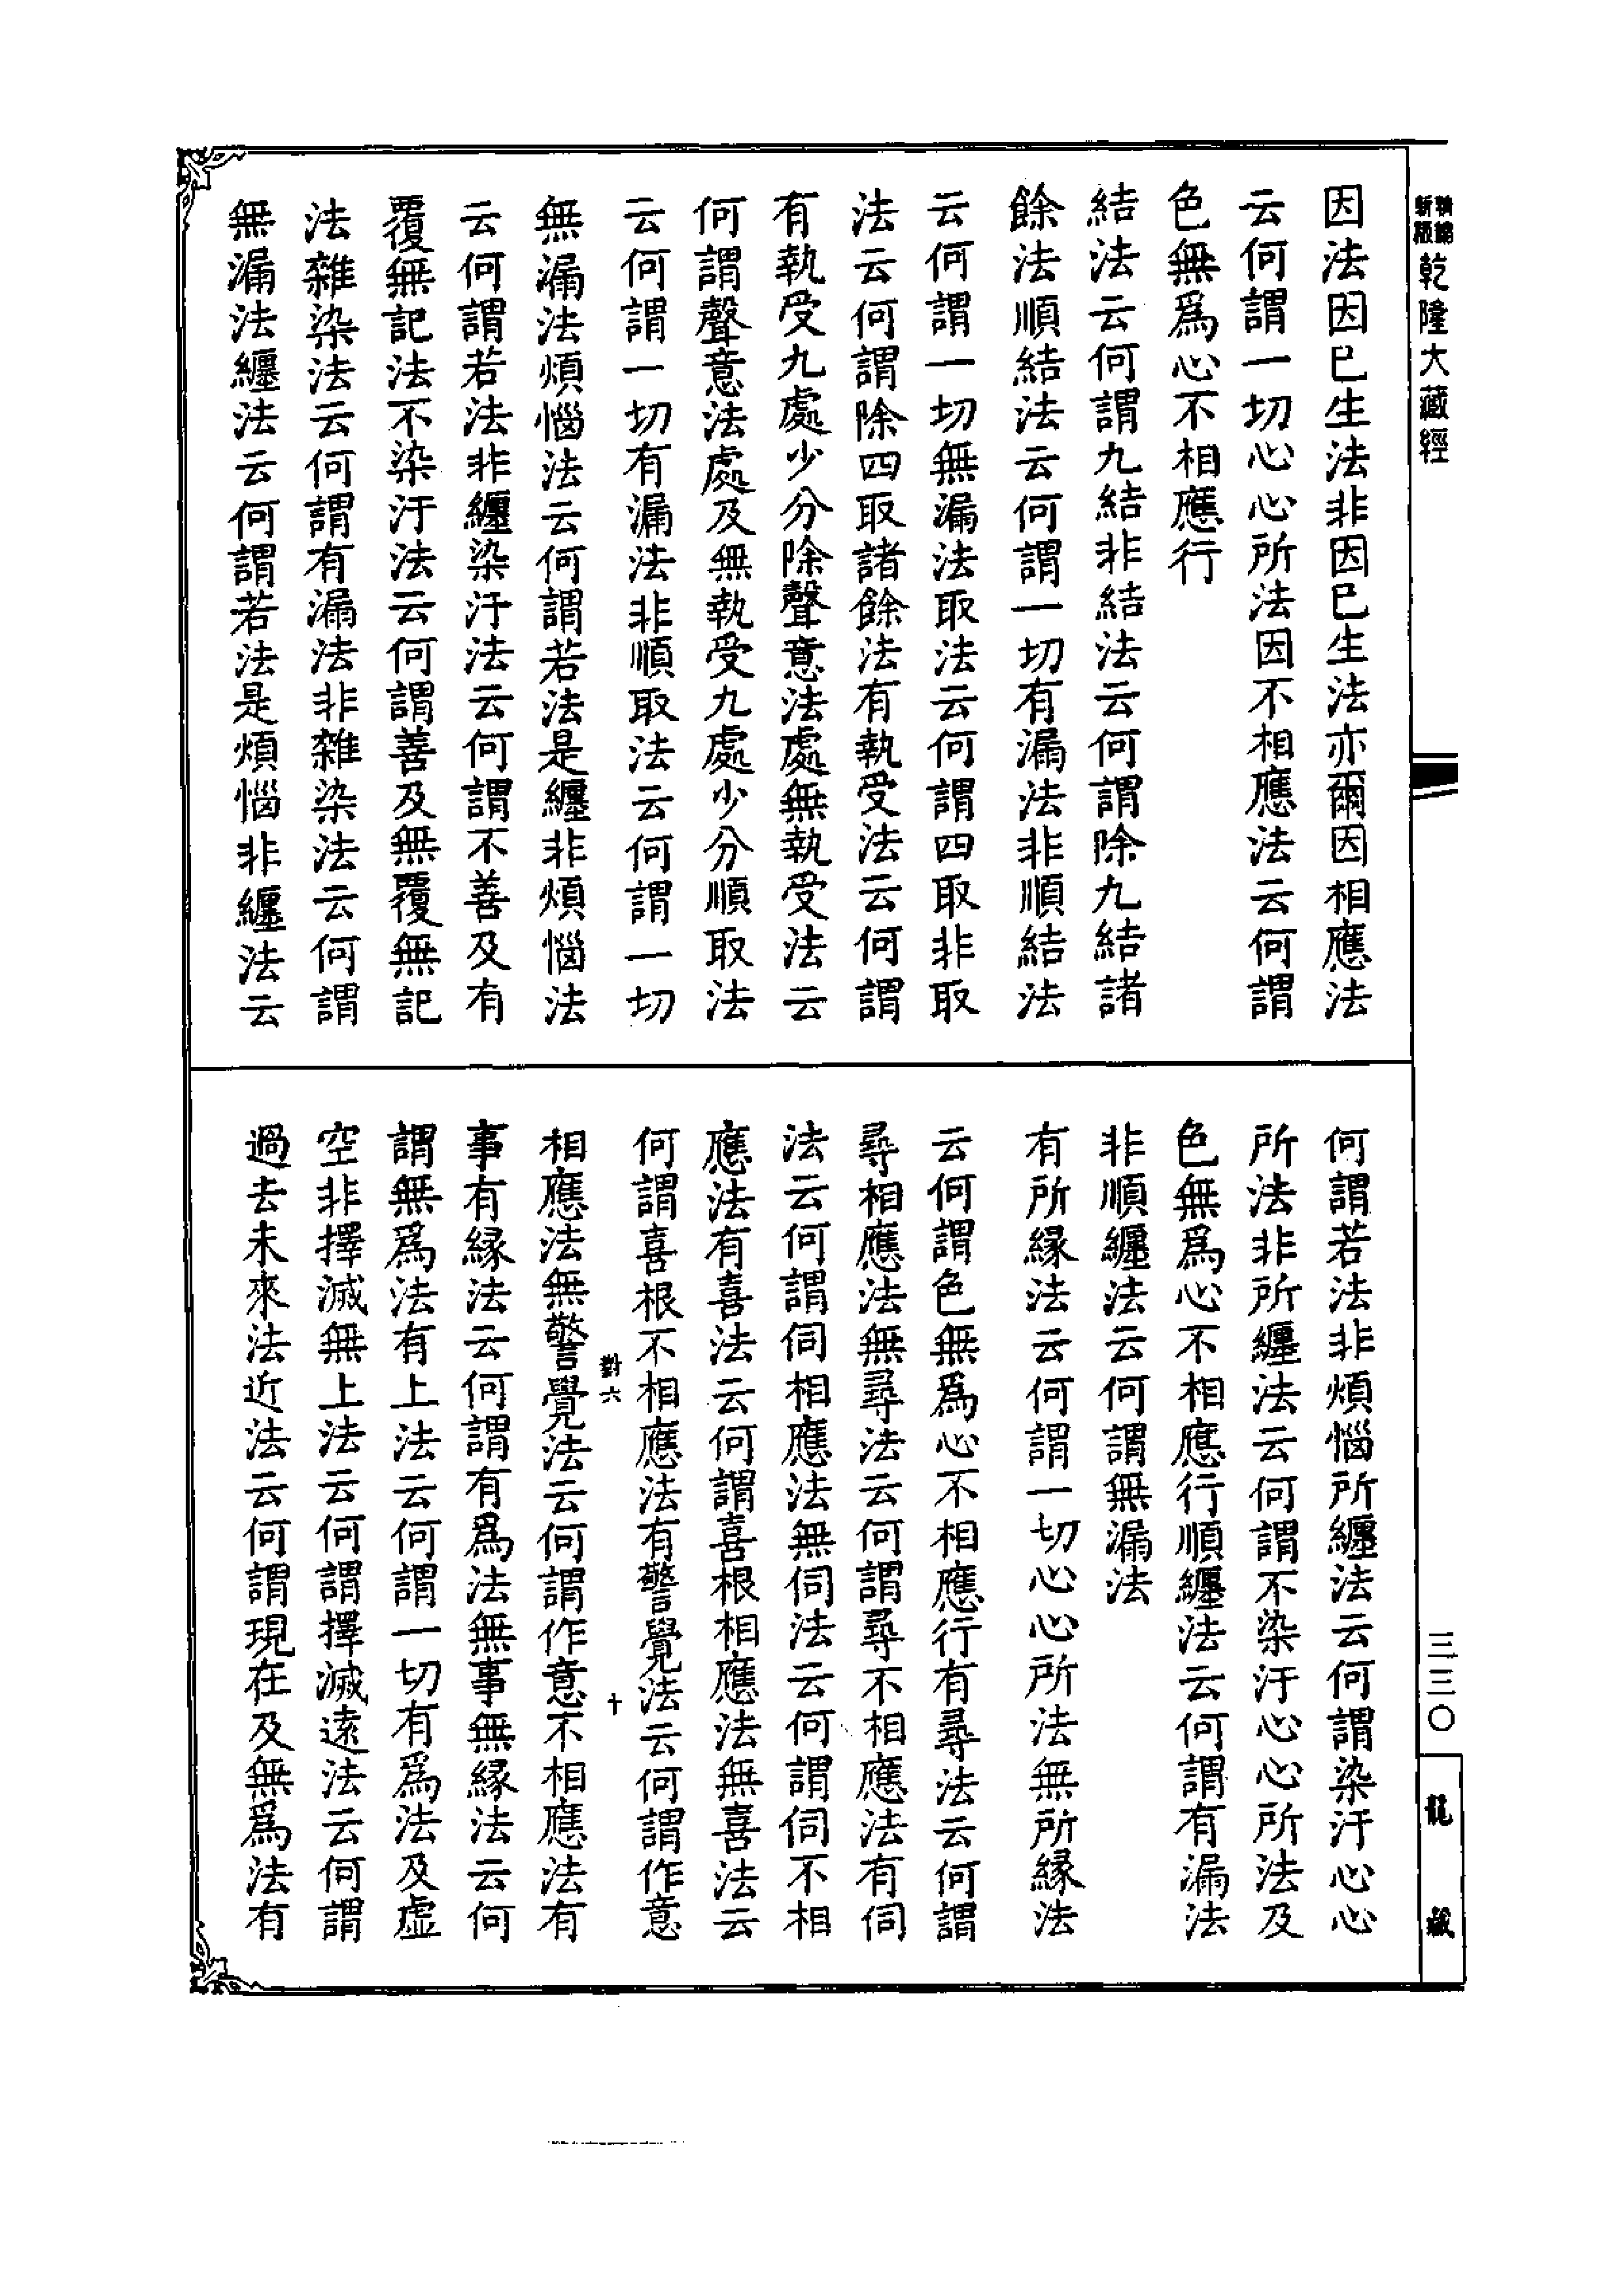 精編
新版
乾隆大藏經
因法因已生法非因已生法亦爾因相應法
云何謂一切心心所法因不相應法云何謂
色無爲心不相應行
結法云何謂九結非結法云何謂除九結諸
餘法順結法云何謂一切有漏法非順結法
云何謂一切無漏法取法云何謂四取非取
法云何謂除四取諸餘法有執受法云何謂
有執受九處少分除聲意法處無執受法云
何謂聲意法處及無執受九處少分順取法
云何謂一切有漏法非順取法云何謂一切
無漏法煩惱法云何謂若法是纏非煩惱法
云何謂若法非纏染汙法云何謂不善及有
覆無記法不染汙法云何謂善及無覆無記
法雜染法云何謂有漏法非雜染法云何謂
無漏法纏法云何謂若法是煩惱非纏法云
何謂若法非煩惱所纏法云何謂染汙心心
所法非所纏法云何謂不染汙心心所法及
色無爲心不相應行順纏法云何謂有漏法
非順纏法云何謂無漏法
有所緣法云何謂一切心心所法無所緣法
云何謂色無爲心不相應行有尋法云何謂
尋相應法無尋法云何謂尋不相應法有伺
法云何謂伺相應法無伺法云何謂伺不相
應法有喜法云何謂喜根相應法無喜法云
何謂喜根不相應法有警覺法云何謂作意
對六
十
相應法無警覺法云何謂作意不相應法有
事有緣法云何謂有爲法無事無緣法云何
謂無爲法有上法云何謂一切有爲法及虛
空非擇滅無上法云何謂擇滅遠法云何謂
過去未來法近法云何謂現在及無爲法有
三三〇
龍藏